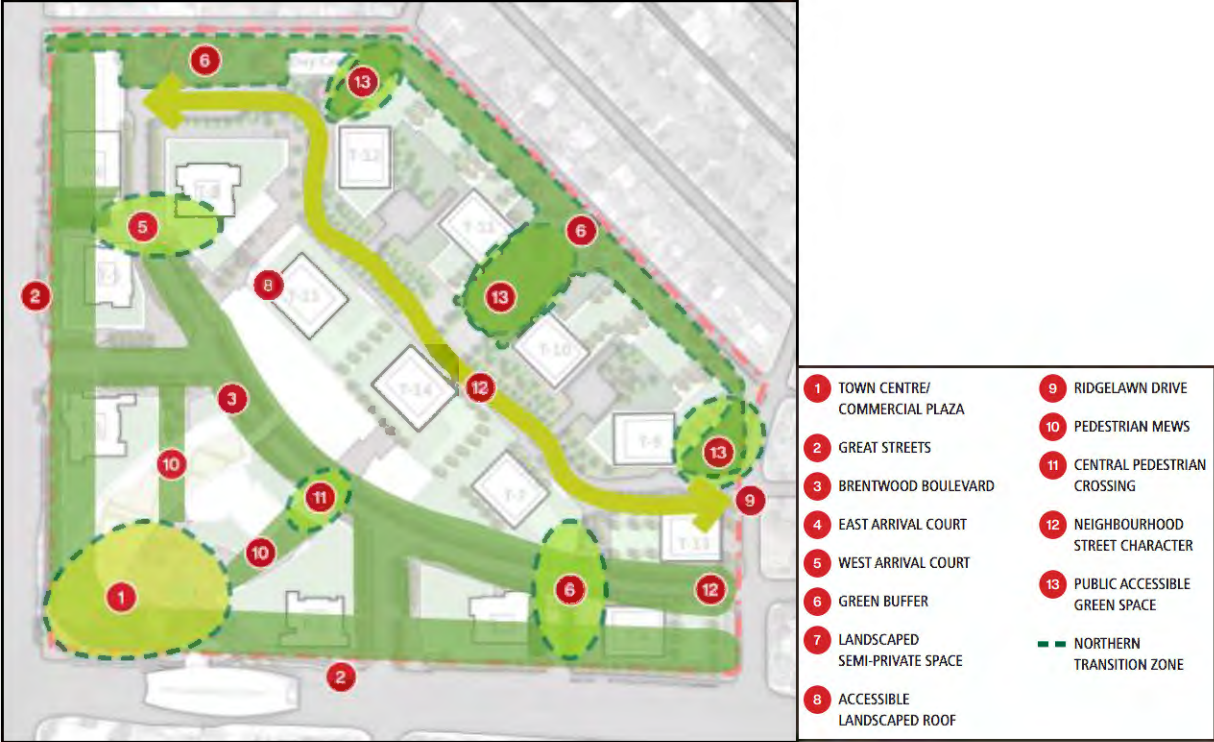 6
13
T-12
5
T-11
6
2
8
T-15
13
T-10
T-14
12
3
T-9
13
10
11
T-7
9
10
T-13
1
6
12
2
1 TOWN CENTRE/
COMMERCIAL PLAZA
2 GREAT STREETS
3 BRENTWOOD BOULEVARD
4 EAST ARRIVAL COURT
5 WEST ARRIVAL COURT
6 GREEN BUFFER
7 LANDSCAPED
SEMI-PRIVATE SPACE
8 ACCESSIBLE
LANDSCAPED ROOF
9 RIDGELAWN DRIVE
10 PEDESTRIAN MEWS
11 CENTRAL PEDESTRIAN
CROSSING
12 NEIGHBOURHOOD
STREET CHARACTER
13 PUBLIC ACCESSIBLE
GREEN SPACE
NORTHERN
TRANSITION ZONE